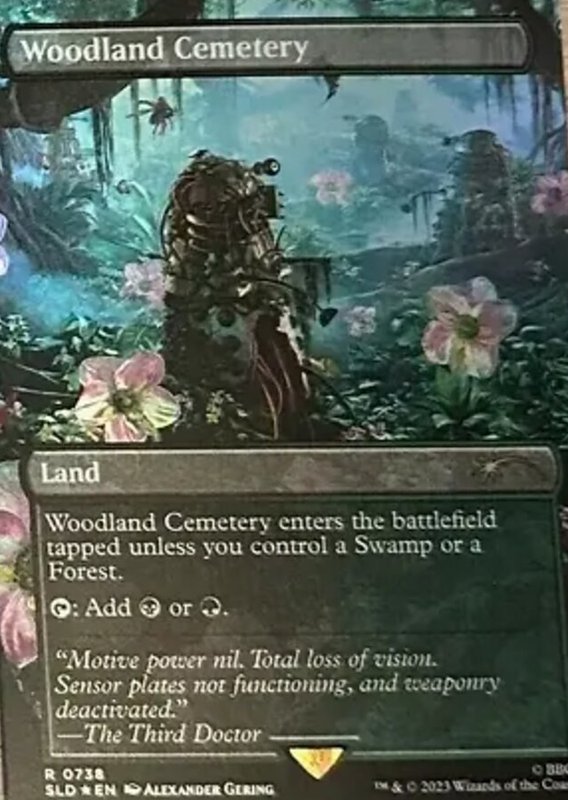 Woodland Cemetery
Land
Woodland Cemetery enters the battlefield
tapped unless you control a Swamp or a
Forest.
: Add or .
"Motive power nil. Total loss of vision.
Sensor plates not functioning, and weaponry
deactivated."
—The Third Doctor
R 0738
© BBC
SLD ★ EN ALEXANDER GERING
™ & © 2023 Wizards of the Coas